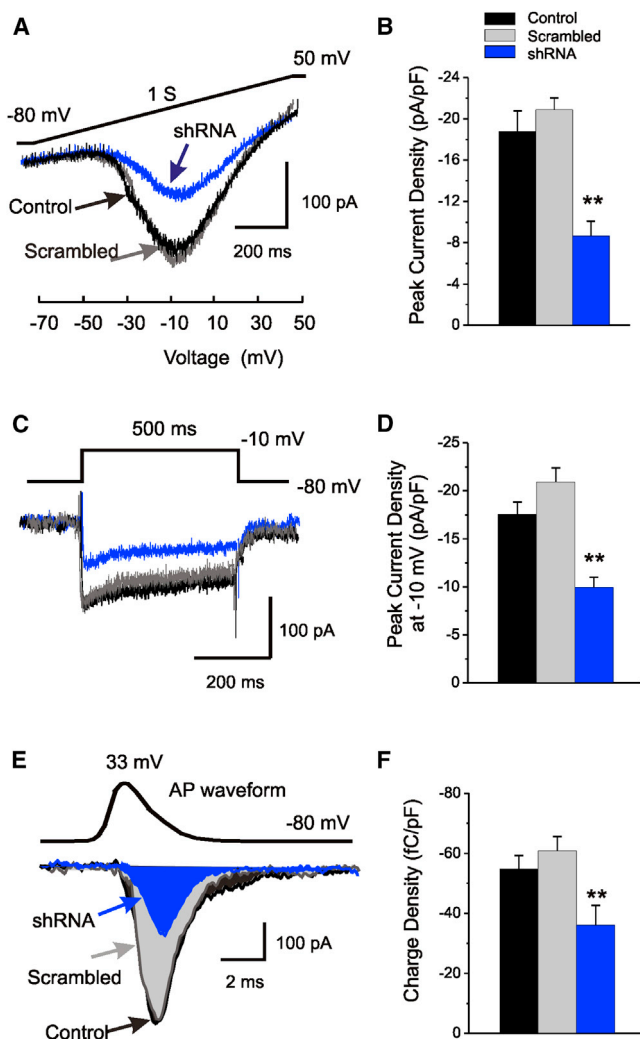 A
50 mV
1 S
-80 mV
shRNA
Control
Scrambled
100 pA
200 ms
-70 -50 -30 -10 10 30 50
Voltage (mV)
B
Control
Scrambled
shRNA
Peak Current Density (pA/pF)
-24
-20
-16
-12
-8
-4
0
**
C
500 ms
-10 mV
-80 mV
100 pA
200 ms
D
Peak Current Density
at -10 mV (pA/pF)
-25
-20
-15
-10
-5
0
**
E
33 mV
AP waveform
-80 mV
shRNA
Scrambled
Control
100 pA
2 ms
F
Charge Density (fC/pF)
-80
-60
-40
-20
0
**